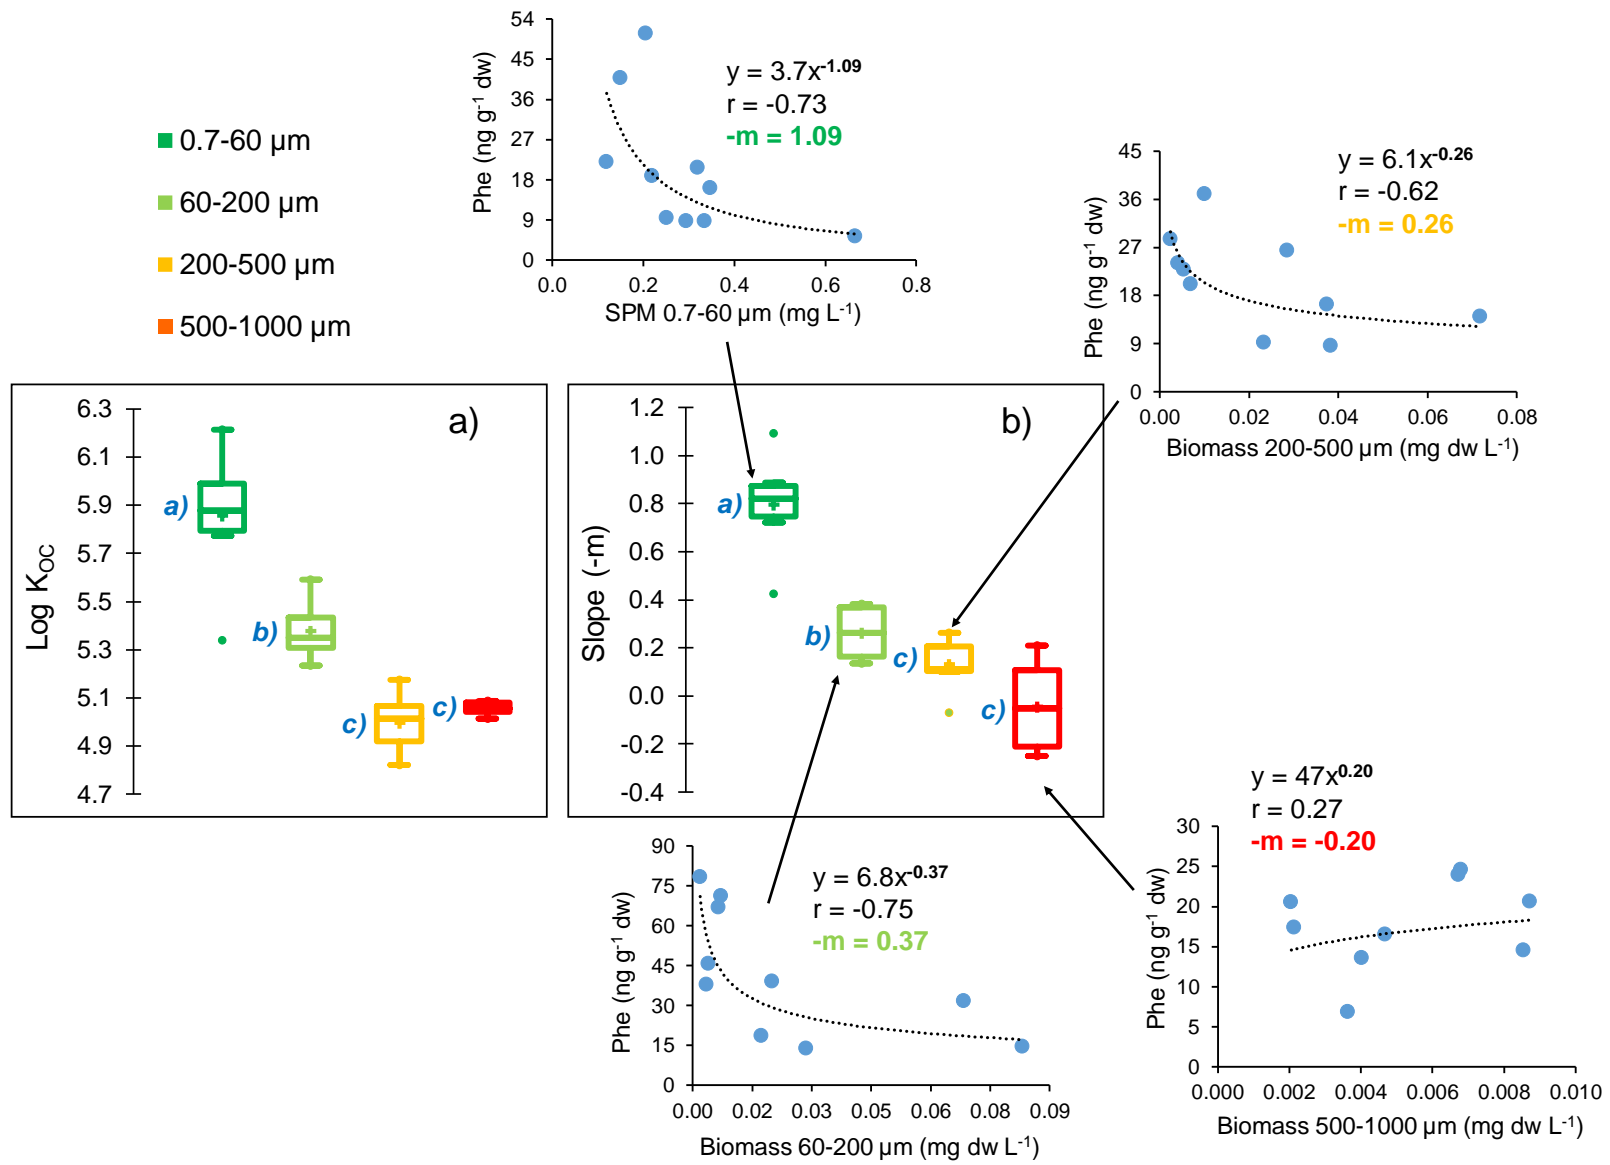 54
45
36
27
18
9
0
Phe (ng g-1 dw)
0.0
0.2
0.4
0.6
0.8
SPM 0.7-60 µm (mg L-1)
y = 3.7x-1.09
r = -0.73
-m = 1.09
0.7-60 µm
60-200 µm
200-500 µm
500-1000 µm
45
36
27
18
9
0
Phe (ng g-1 dw)
0.00
0.02
0.04
0.06
0.08
Biomass 200-500 µm (mg dw L-1)
y = 6.1x-0.26
r = -0.62
-m = 0.26
a)
6.3
6.1
5.9
5.7
5.5
5.3
5.1
4.9
4.7
Log KOC
a)
b)
c)
c)
b)
1.2
1.0
0.8
0.6
0.4
0.2
0.0
-0.2
-0.4
Slope (-m)
a)
b)
c)
c)
90
75
60
45
30
15
0
Phe (ng g-1 dw)
0.00
0.02
0.03
0.05
0.06
0.08
0.09
Biomass 60-200 µm (mg dw L-1)
y = 6.8x-0.37
r = -0.75
-m = 0.37
y = 47x0.20
r = 0.27
-m = -0.20
30
25
20
15
10
5
0
Phe (ng g-1 dw)
0.000
0.002
0.004
0.006
0.008
0.010
Biomass 500-1000 µm (mg dw L-1)